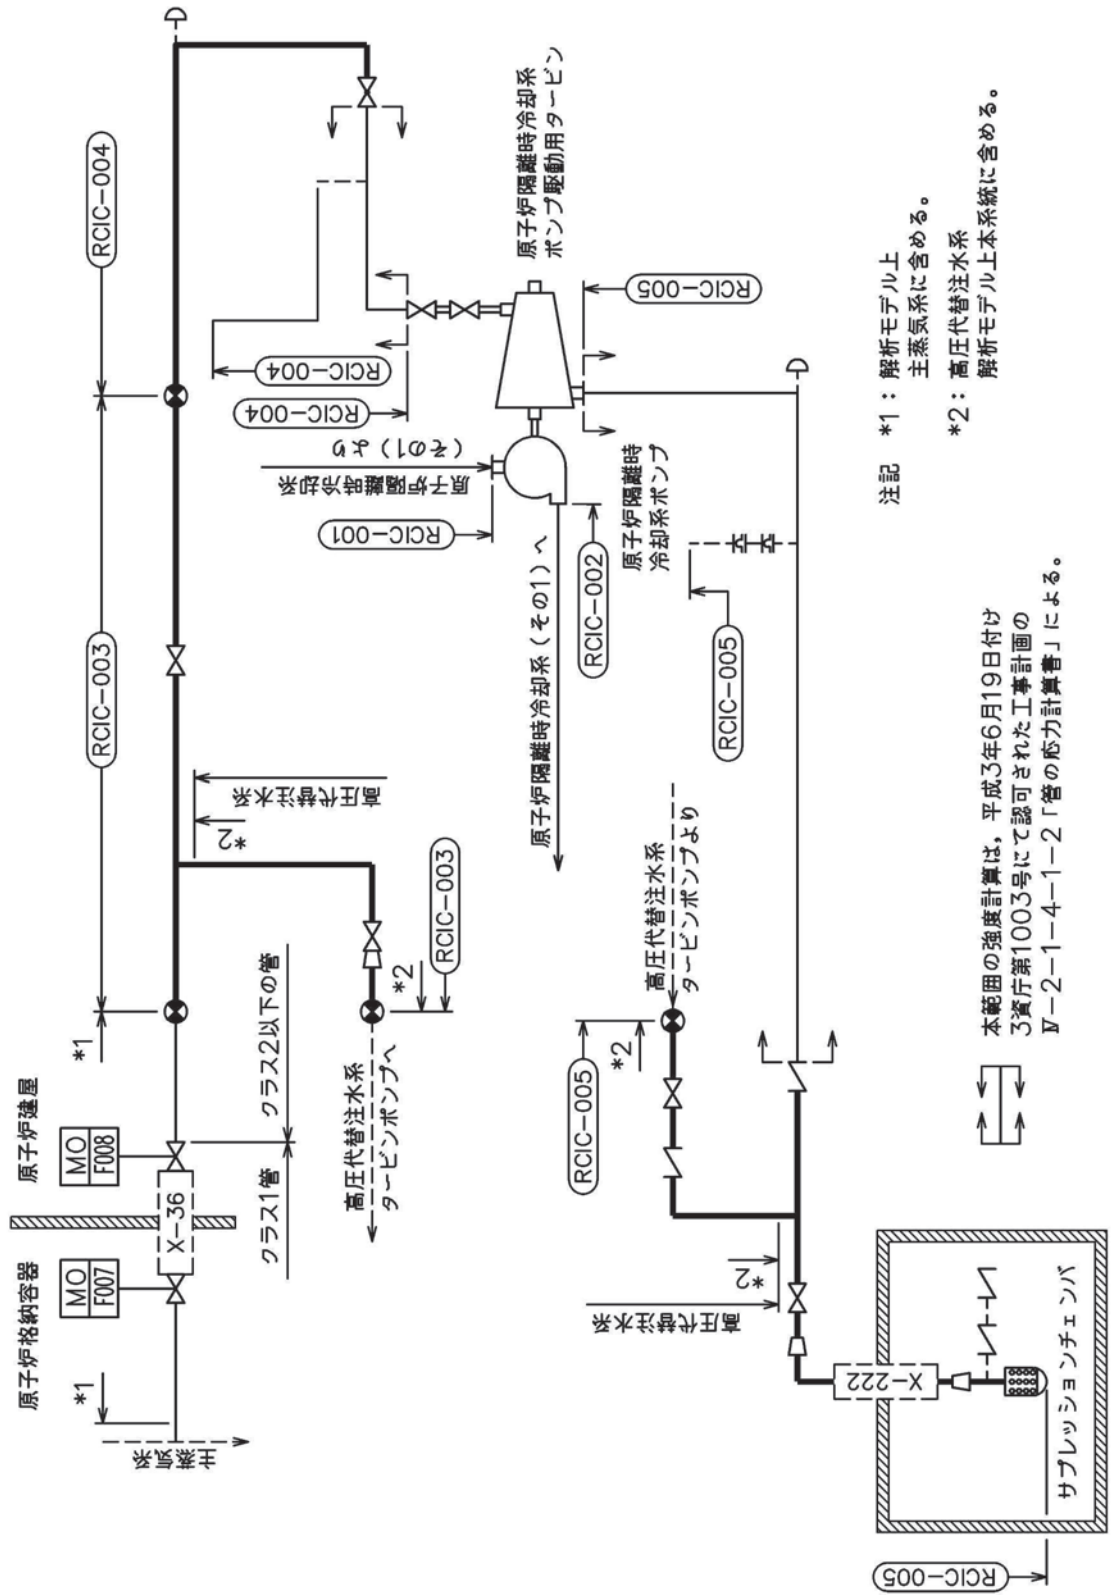 原子炉格納容器
原子炉建屋
MO
F007
MO
F008
X-36
*1
*1
主蒸気系
クラス1管
クラス2以下の管
RCIC-003
RCIC-004
高圧代替注水系
*2
高圧代替注水系
タービンポンプへ
*2
RCIC-003
RCIC-004
RCIC-004
原子炉隔離時冷却系
ポンプ駆動用タービン
原子炉隔離時冷却系
(その1)より
RCIC-001
原子炉隔離時冷却系(その1)へ
RCIC-002
原子炉隔離時
冷却系ポンプ
RCIC-005
RCIC-005
高圧代替注水系
タービンポンプより
RCIC-005
*2
高圧代替注水系
*2
X-222
サプレッションチェンバ
RCIC-005
本範囲の強度計算は,平成3年6月19日付け
3資庁第1003号にて認可された工事計画の
Ⅳ-2-1-4-1-2「管の応力計算書」による。
注記 *1:解析モデル上
主蒸気系に含める。
*2:高圧代替注水系
解析モデル上本系統に含める。